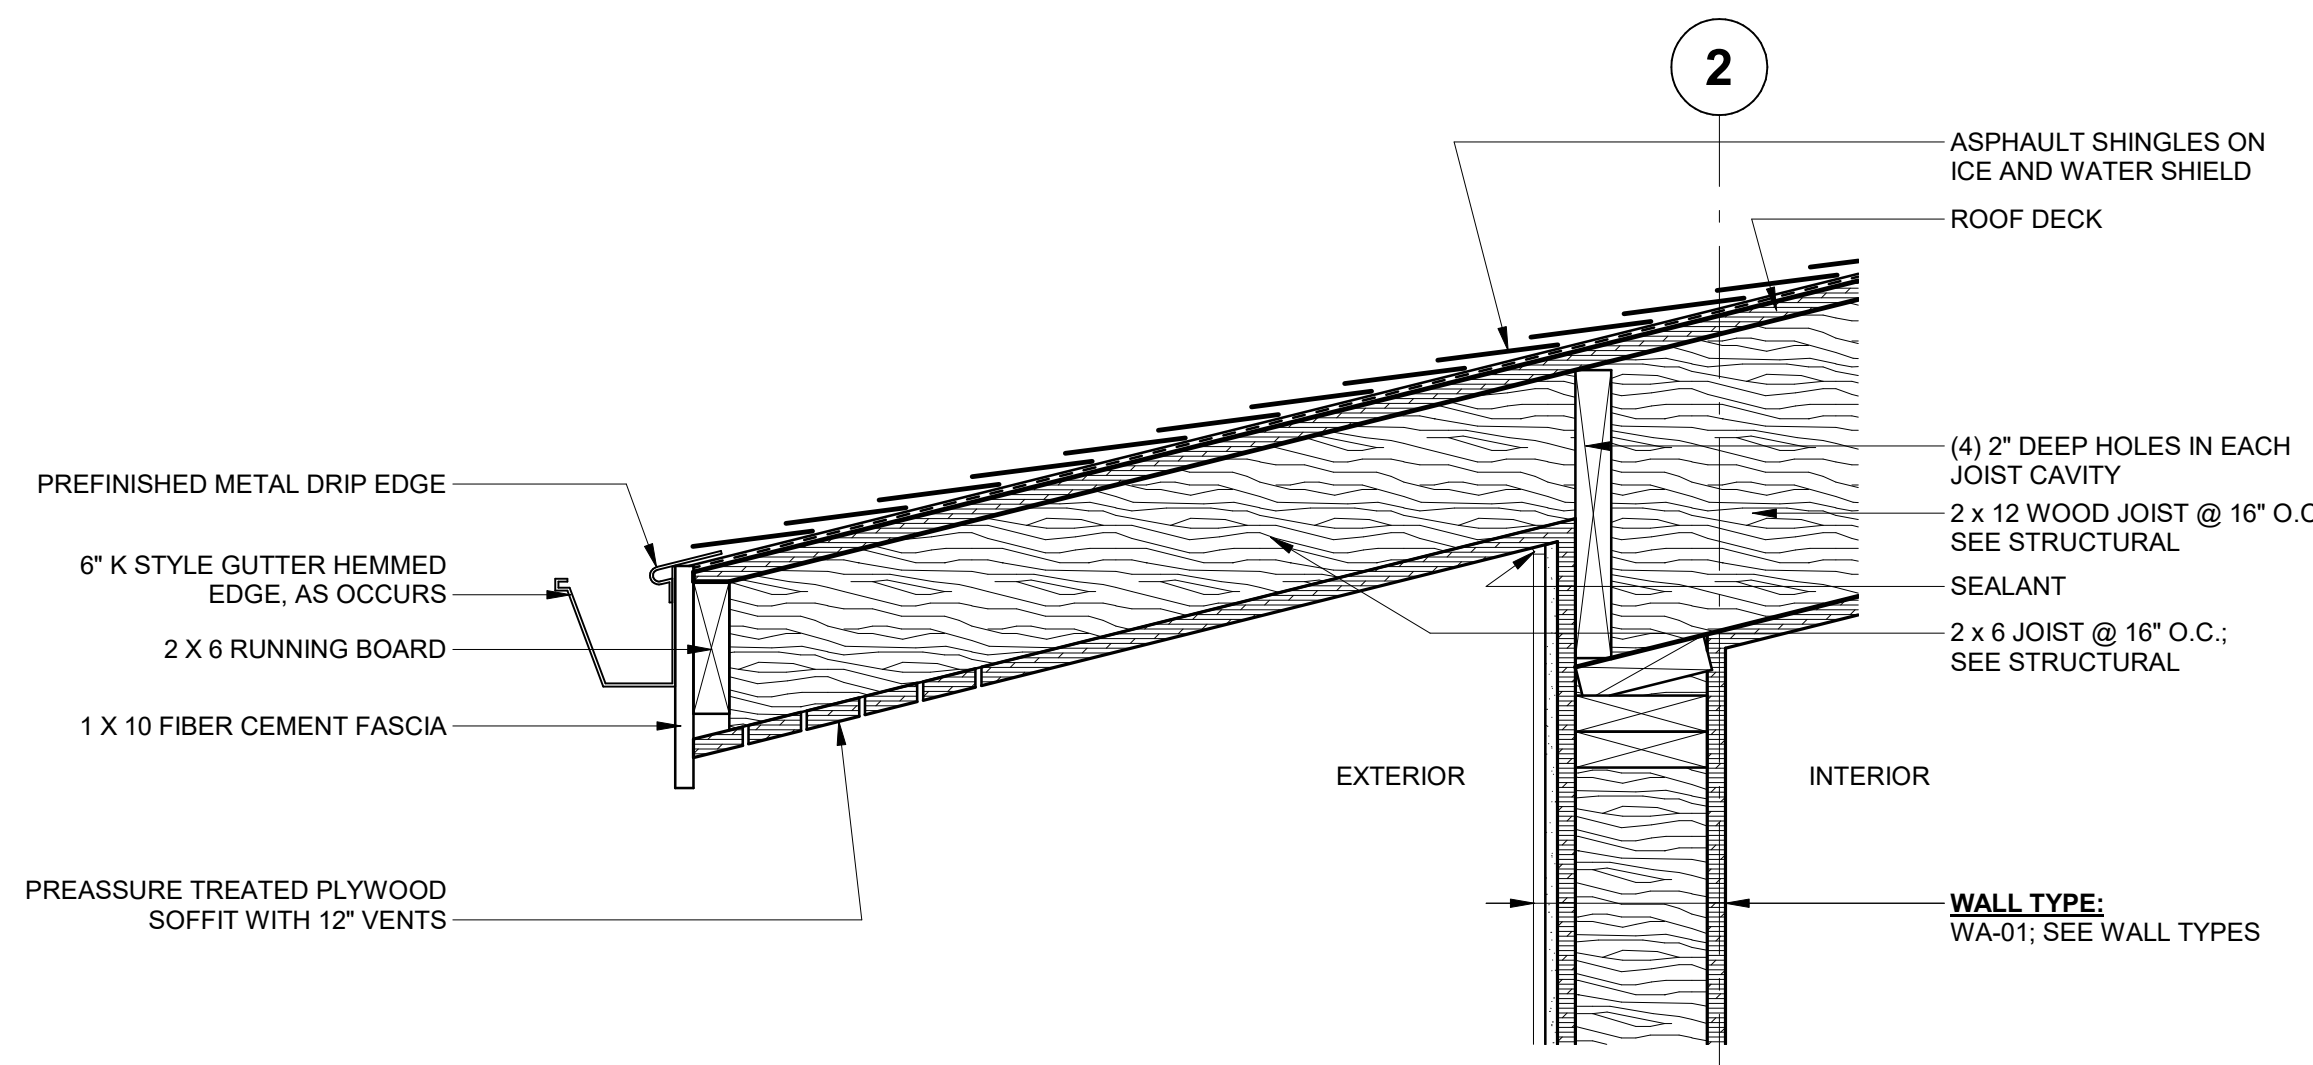 2
ASPHAULT SHINGLES ON
ICE AND WATER SHIELD
ROOF DECK
(4) 2" DEEP HOLES IN EACH
JOIST CAVITY
2 x 12 WOOD JOIST @ 16" O.C
SEE STRUCTURAL
SEALANT
2 x 6 JOIST @ 16" O.C.;
SEE STRUCTURAL
PREFINISHED METAL DRIP EDGE
6" K STYLE GUTTER HEMMED
EDGE, AS OCCURS
2 X 6 RUNNING BOARD
1 X 10 FIBER CEMENT FASCIA
PREASSURE TREATED PLYWOOD
SOFFIT WITH 12" VENTS
EXTERIOR
INTERIOR
WALL TYPE:
WA-01; SEE WALL TYPES